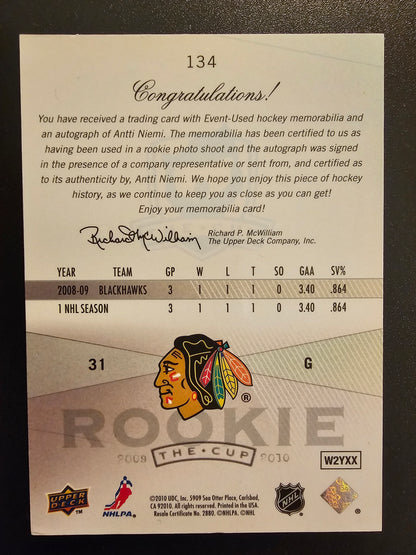 134
Congratulations!
You have received a trading card with Event-Used hockey memorabilia and
an autograph of Antti Niemi. The memorabilia has been certified to us as
having been used in a rookie photo shoot and the autograph was signed
in the presence of a company representative or sent from, and certified as
to its authenticity by, Antti Niemi. We hope you enjoy this piece of hockey
history, as we continue to keep you as close as you can get!
Enjoy your memorabilia card!
Richard McWilliam
Richard P. McWilliam
The Upper Deck Company, Inc.
YEAR TEAM GP W L T SO GAA SV%
2008-09 BLACKHAWKS 3 1 1 1 0 3.40 .864
1 NHL SEASON 3 1 1 1 0 3.40 .864
31 G
®
ROOKIE
2009 THE • CUP 2010
W2YXX
UPPER DECK
™
NHLPA.
©2010 UDC, Inc. 5909 Sea Otter Place, Carlsbad,
CA 92010. All Rights Reserved. Printed in the USA.
Resale Certificate No. 2880. ©NHLPA. ©NHL
NHL
®